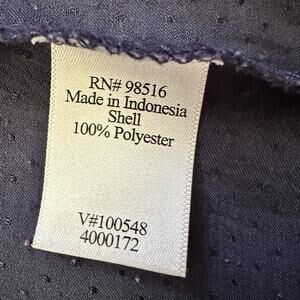 RN# 98516
Made in Indonesia
Shell
100% Polyester
V#100548
4000172